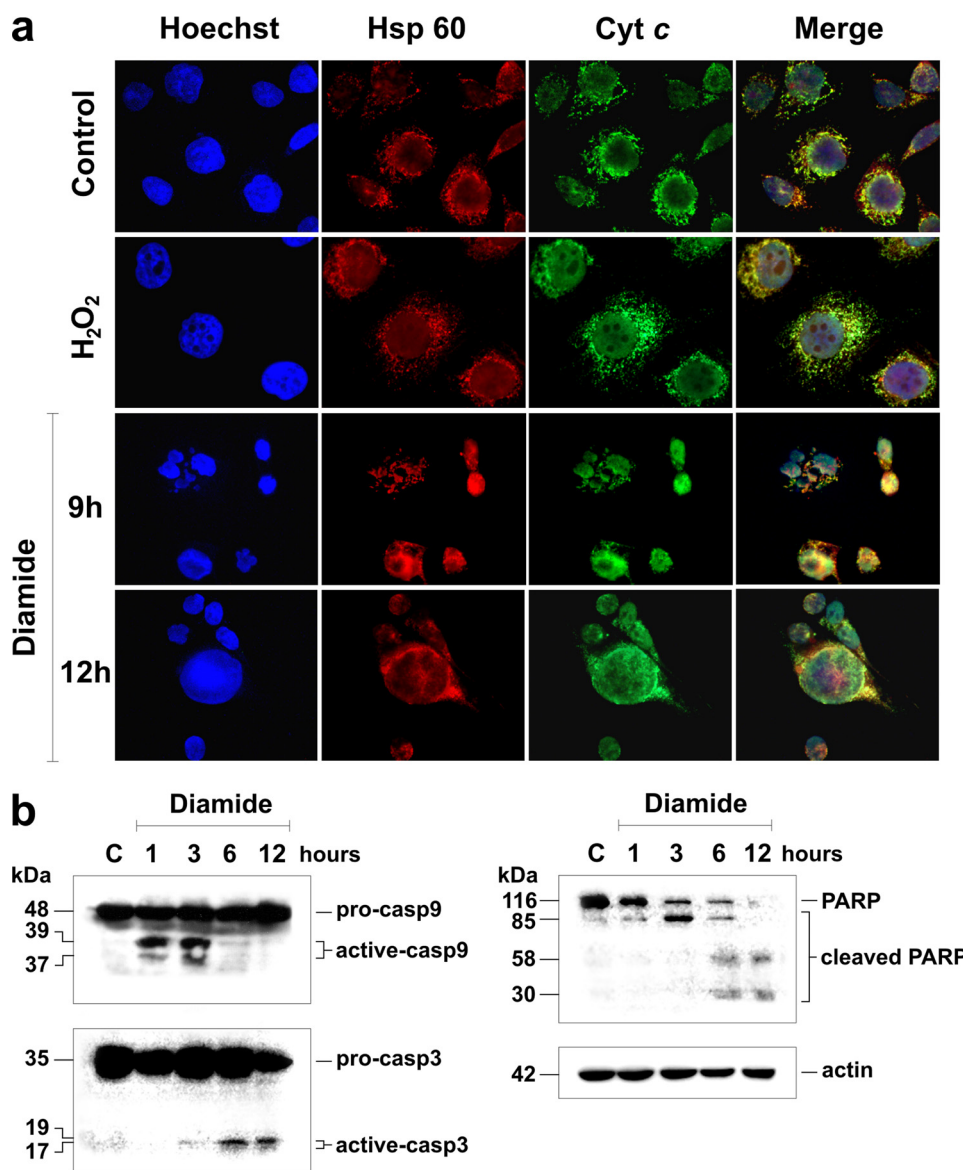 a
Hoechst Hsp 60 Cyt c Merge
Control
H₂O₂
Diamide
9h
12h
b
Diamide
C 1 3 6 12 hours
kDa
48 pro-casp9
39
active-casp9
37
35 pro-casp3
19
17 active-casp3
Diamide
C 1 3 6 12 hours
kDa
116 PARP
85
58 cleaved PARP
30
42 actin